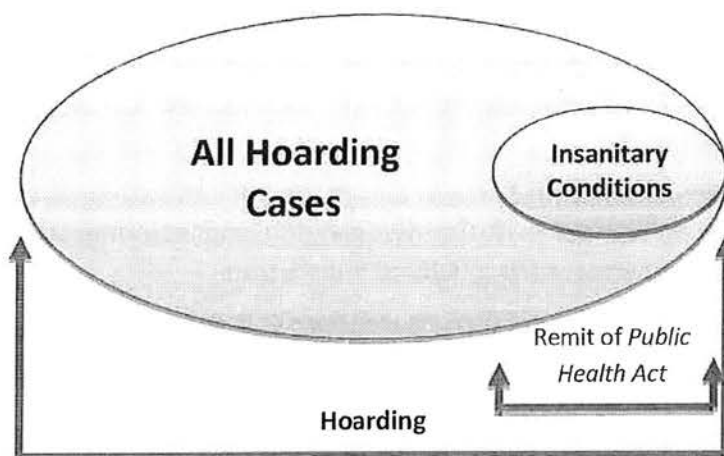 All Hoarding
Cases
Insanitary
Conditions
Remit of Public
Health Act
Hoarding